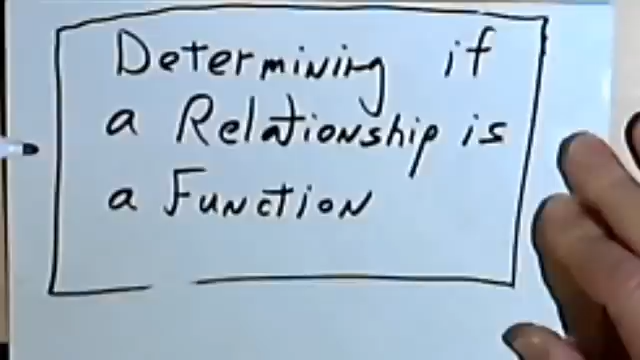 Determining if
a Relationship is
a Function